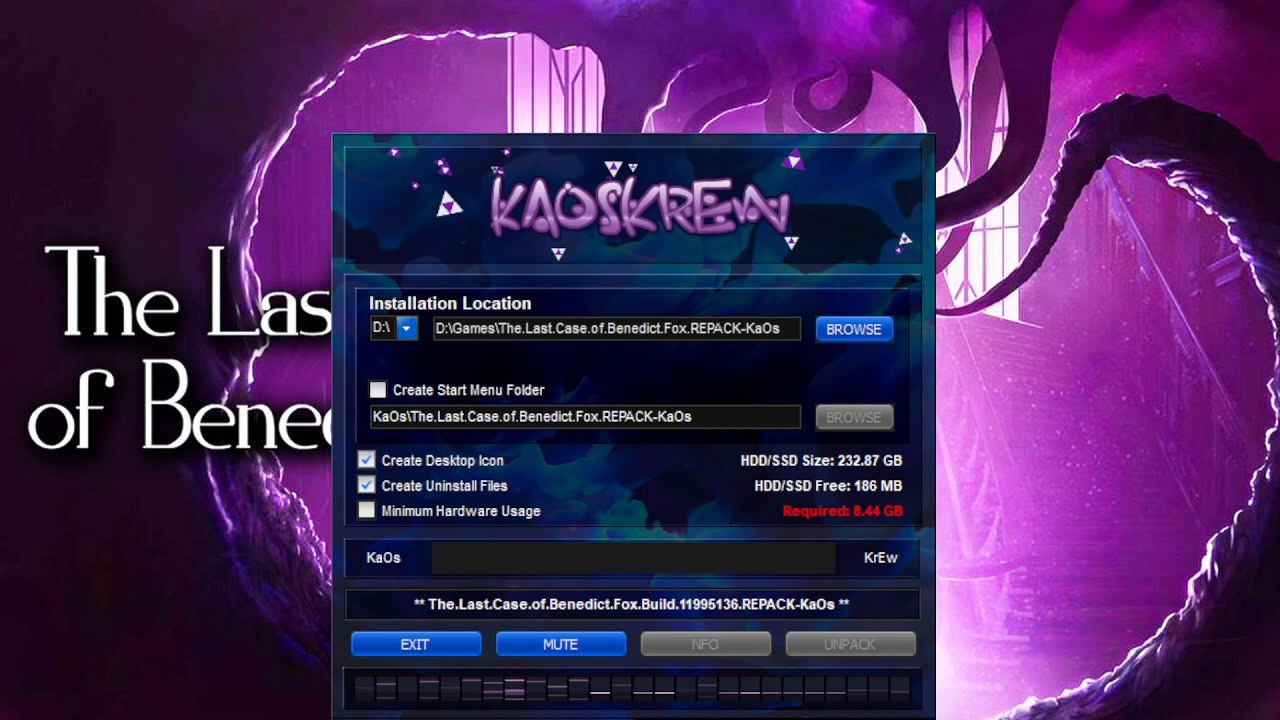 The Las
of Bene
KAOSKREW
Installation Location
D:\ D:\Games\The.Last.Case.of.Benedict.Fox.REPACK-KaOs BROWSE
Create Start Menu Folder
KaOs\The.Last.Case.of.Benedict.Fox.REPACK-KaOs BROWSE
Create Desktop Icon HDD/SSD Size: 232.87 GB
Create Uninstall Files HDD/SSD Free: 186 MB
Minimum Hardware Usage Required: 8.44 GB
KaOs KrEw
** The.Last.Case.of.Benedict.Fox.Build.11995136.REPACK-KaOs **
EXIT MUTE NFO UNPACK